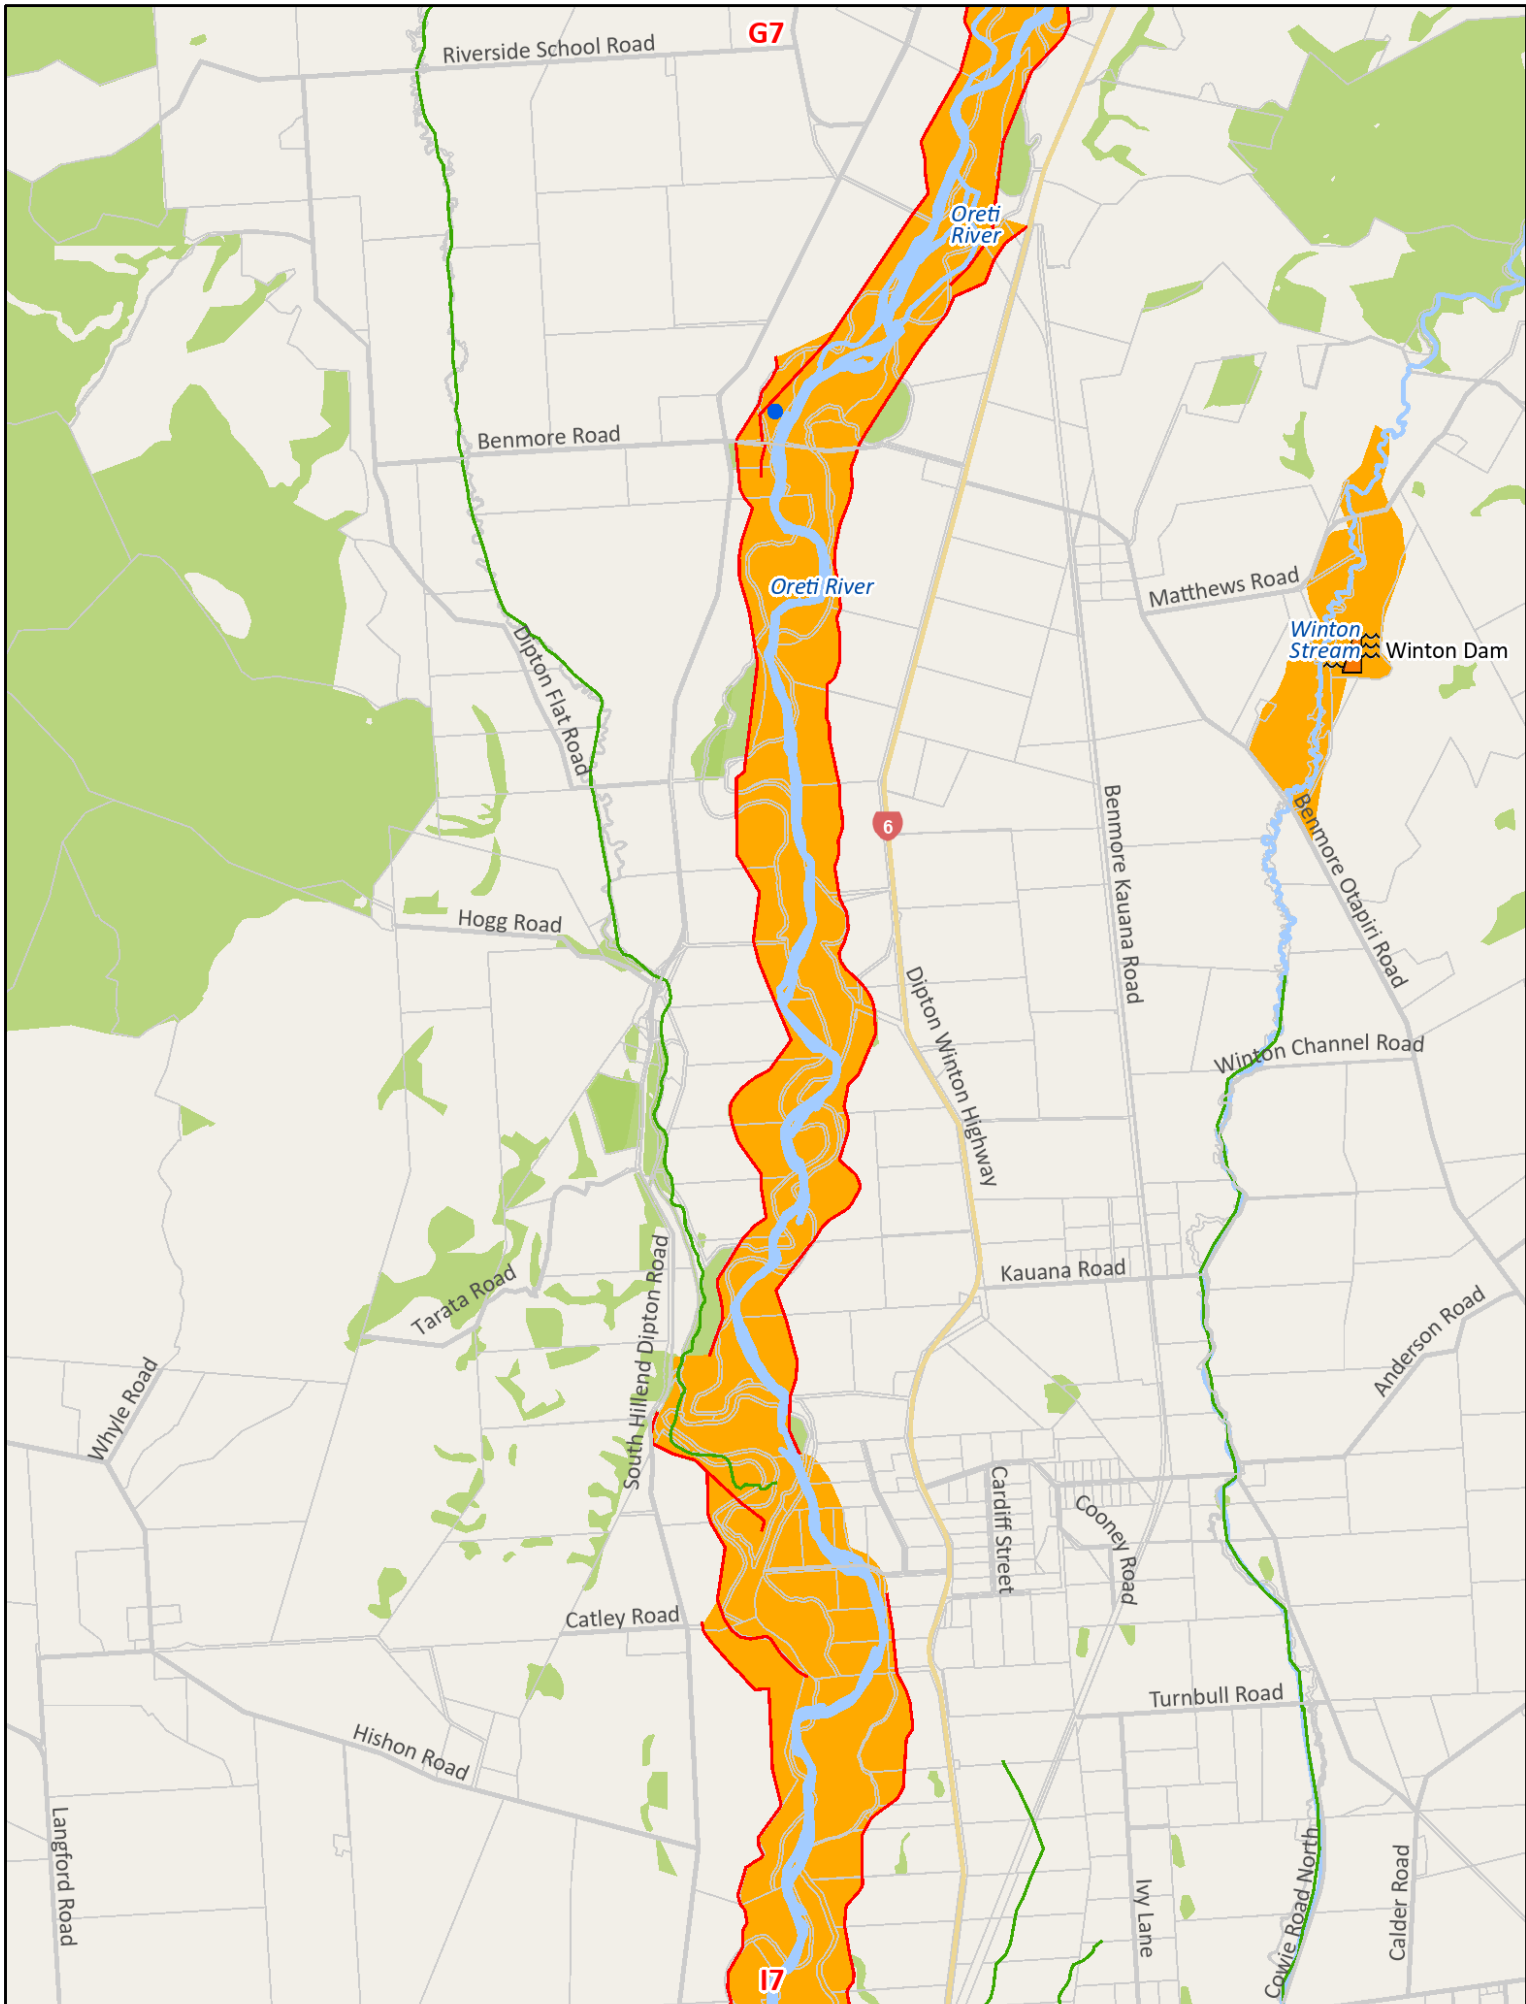 G7
Riverside School Road
Oreti
River
Benmore Road
Oreti River
Matthews Road
Winton
Stream
Winton Dam
Dipton Flat Road
6
Benmore Kauana Road
Benmore Otapiri Road
Hogg Road
Dipton Winton Highway
Winton Channel Road
Tarata Road
South Hillend Dipton Road
Kauana Road
Anderson Road
Whyle Road
Cardiff Street
Cooney Road
Catley Road
Turnbull Road
Hishon Road
Langford Road
Ivy Lane
Cowie Road North
Calder Road
I7